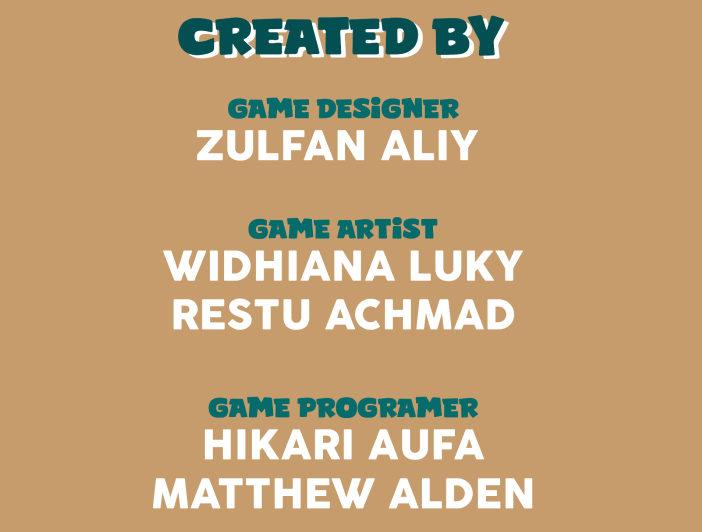 CREATED BY
GAME DESIGNER
ZULFAN ALIY
GAME ARTIST
WIDHIANA LUKY
RESTU ACHMAD
GAME PROGRAMER
HIKARI AUFA
MATTHEW ALDEN